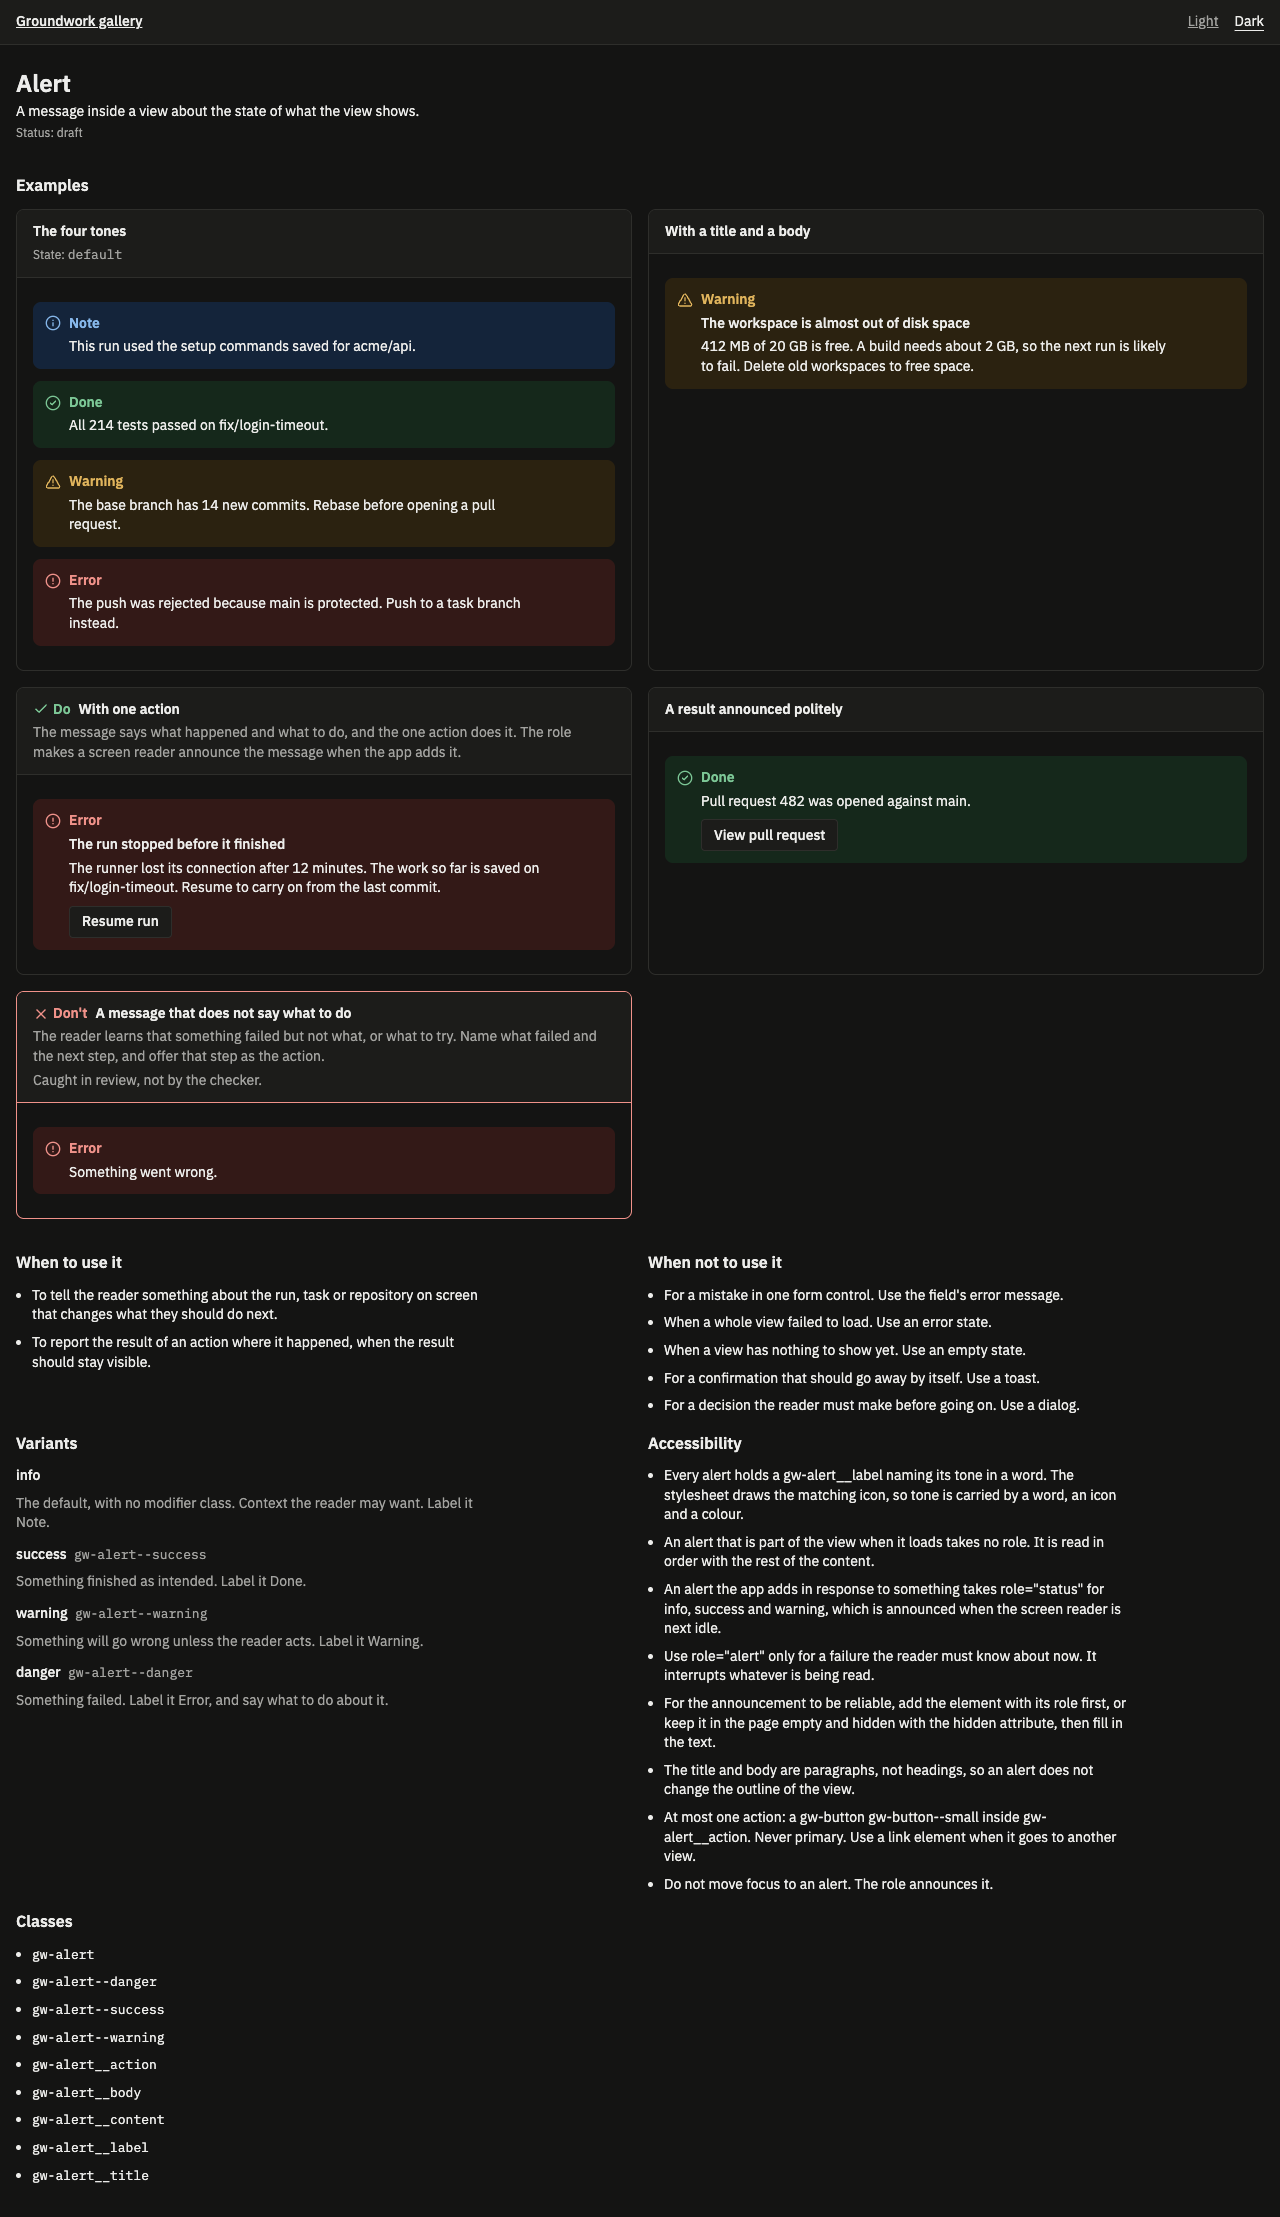 Groundwork gallery
Light Dark
Alert
A message inside a view about the state of what the view shows.
Status: draft
Examples
The four tones
State: default
Note
This run used the setup commands saved for acme/api.
Done
All 214 tests passed on fix/login-timeout.
Warning
The base branch has 14 new commits. Rebase before opening a pull
request.
Error
The push was rejected because main is protected. Push to a task branch
instead.
With a title and a body
Warning
The workspace is almost out of disk space
412 MB of 20 GB is free. A build needs about 2 GB, so the next run is likely
to fail. Delete old workspaces to free space.
Do With one action
The message says what happened and what to do, and the one action does it. The role
makes a screen reader announce the message when the app adds it.
Error
The run stopped before it finished
The runner lost its connection after 12 minutes. The work so far is saved on
fix/login-timeout. Resume to carry on from the last commit.
Resume run
A result announced politely
Done
Pull request 482 was opened against main.
View pull request
Don't A message that does not say what to do
The reader learns that something failed but not what, or what to try. Name what failed and
the next step, and offer that step as the action.
Caught in review, not by the checker.
Error
Something went wrong.
When to use it
To tell the reader something about the run, task or repository on screen
that changes what they should do next.
To report the result of an action where it happened, when the result
should stay visible.
When not to use it
For a mistake in one form control. Use the field's error message.
When a whole view failed to load. Use an error state.
When a view has nothing to show yet. Use an empty state.
For a confirmation that should go away by itself. Use a toast.
For a decision the reader must make before going on. Use a dialog.
Variants
info
The default, with no modifier class. Context the reader may want. Label it
Note.
success gw-alert--success
Something finished as intended. Label it Done.
warning gw-alert--warning
Something will go wrong unless the reader acts. Label it Warning.
danger gw-alert--danger
Something failed. Label it Error, and say what to do about it.
Accessibility
Every alert holds a gw-alert__label naming its tone in a word. The
stylesheet draws the matching icon, so tone is carried by a word, an icon
and a colour.
An alert that is part of the view when it loads takes no role. It is read in
order with the rest of the content.
An alert the app adds in response to something takes role="status" for
info, success and warning, which is announced when the screen reader is
next idle.
Use role="alert" only for a failure the reader must know about now. It
interrupts whatever is being read.
For the announcement to be reliable, add the element with its role first, or
keep it in the page empty and hidden with the hidden attribute, then fill in
the text.
The title and body are paragraphs, not headings, so an alert does not
change the outline of the view.
At most one action: a gw-button gw-button--small inside gw-
alert__action. Never primary. Use a link element when it goes to another
view.
Do not move focus to an alert. The role announces it.
Classes
gw-alert
gw-alert--danger
gw-alert--success
gw-alert--warning
gw-alert__action
gw-alert__body
gw-alert__content
gw-alert__label
gw-alert__title